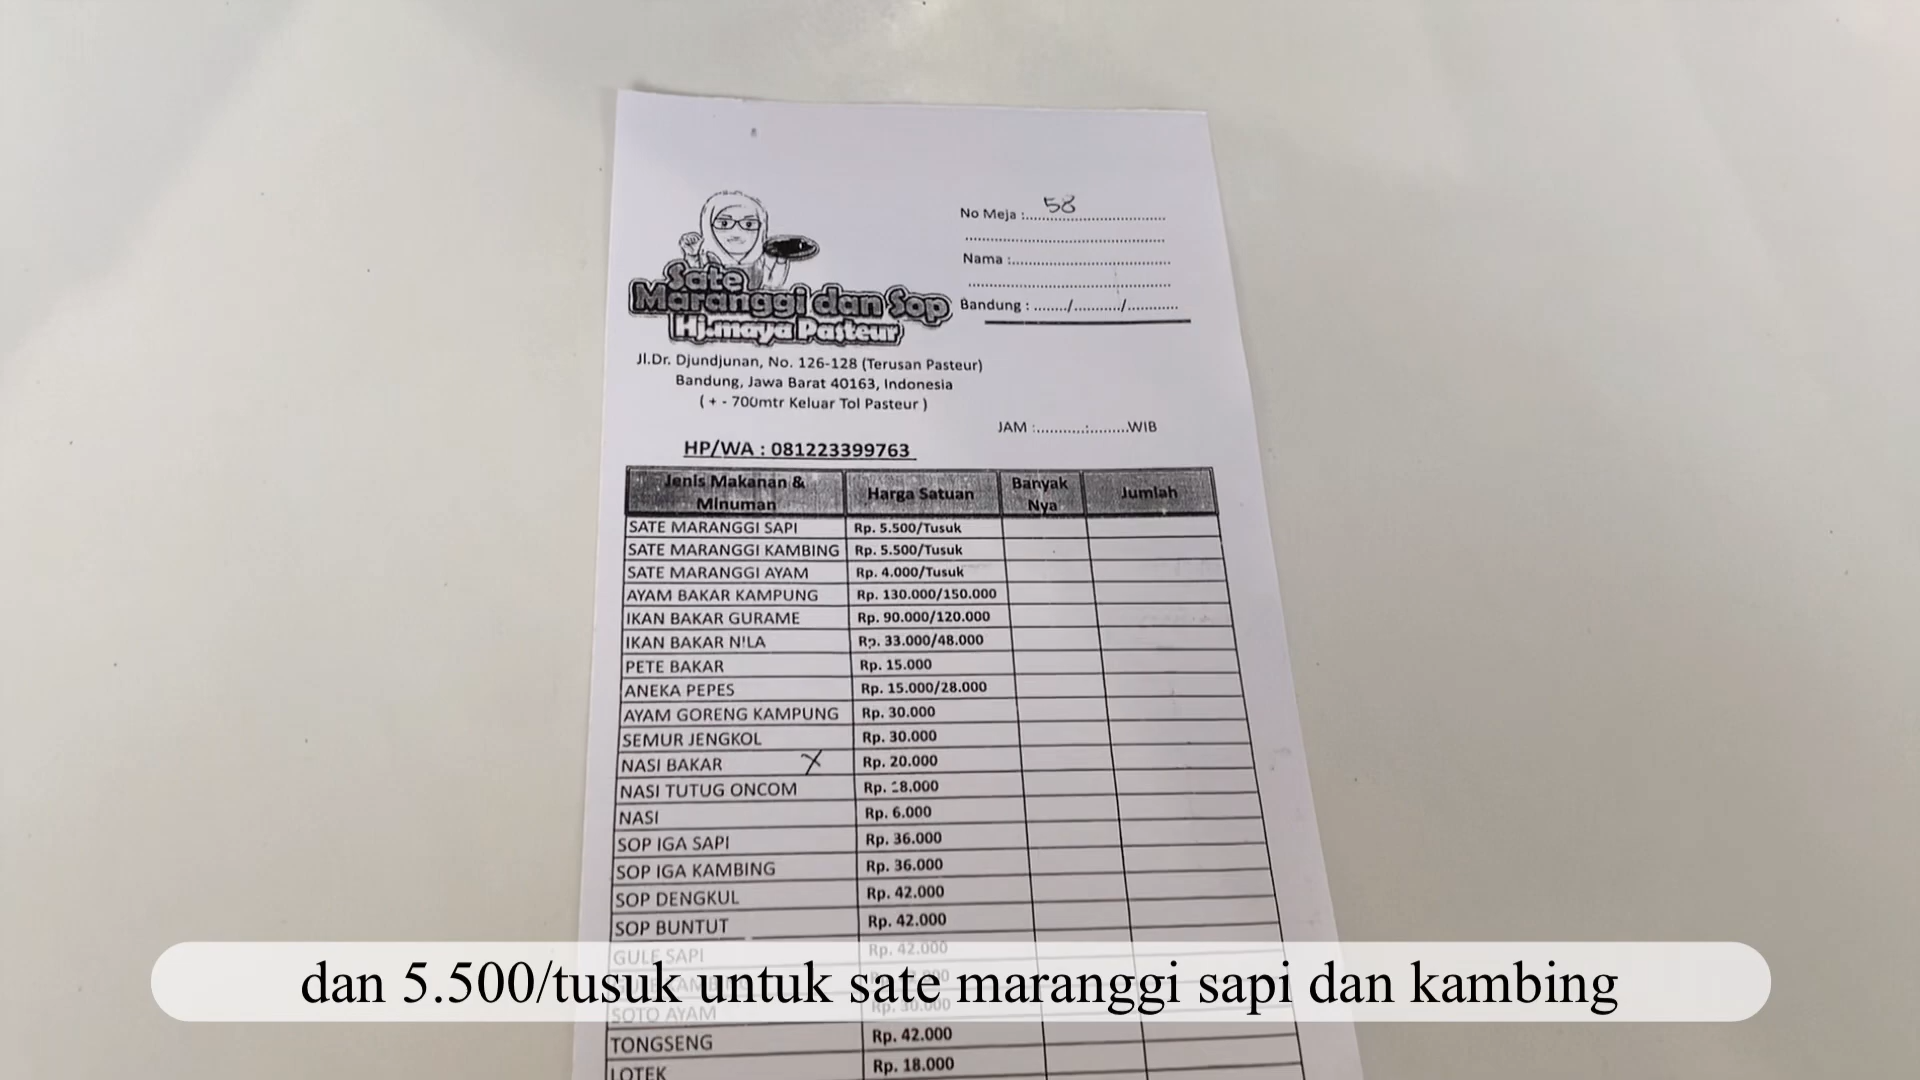 58
No Meja :................................
Nama :...................................
Bandung : ......../.........../............
Sate
Maranggi dan Sop
Hj.maya Pasteur
Jl.Dr. Djundjunan, No. 126-128 (Terusan Pasteur)
Bandung, Jawa Barat 40163, Indonesia
( + - 700mtr Keluar Tol Pasteur )
JAM :...........:.........WIB
HP/WA : 081223399763
Jenis Makanan & Minuman Harga Satuan Banyak Nya Jumlah
SATE MARANGGI SAPI Rp. 5.500/Tusuk
SATE MARANGGI KAMBING Rp. 5.500/Tusuk
SATE MARANGGI AYAM Rp. 4.000/Tusuk
AYAM BAKAR KAMPUNG Rp. 130.000/150.000
IKAN BAKAR GURAME Rp. 90.000/120.000
IKAN BAKAR NILA Rp. 33.000/48.000
PETE BAKAR Rp. 15.000
ANEKA PEPES Rp. 15.000/28.000
AYAM GORENG KAMPUNG Rp. 30.000
SEMUR JENGKOL Rp. 30.000
NASI BAKAR X Rp. 20.000
NASI TUTUG ONCOM Rp.
NASI Rp. 6.000
SOP IGA SAPI Rp. 36.000
SOP IGA KAMBING Rp. 36.000
SOP DENGKUL Rp. 42.000
SOP BUNTUT Rp. 42.000
GULE SAPI Rp. 42.000
dan 5.500/tusuk untuk sate maranggi sapi dan kambing
SOTO AYAM Rp. 30.000
TONGSENG Rp. 42.000
LOTEK Rp. 18.000